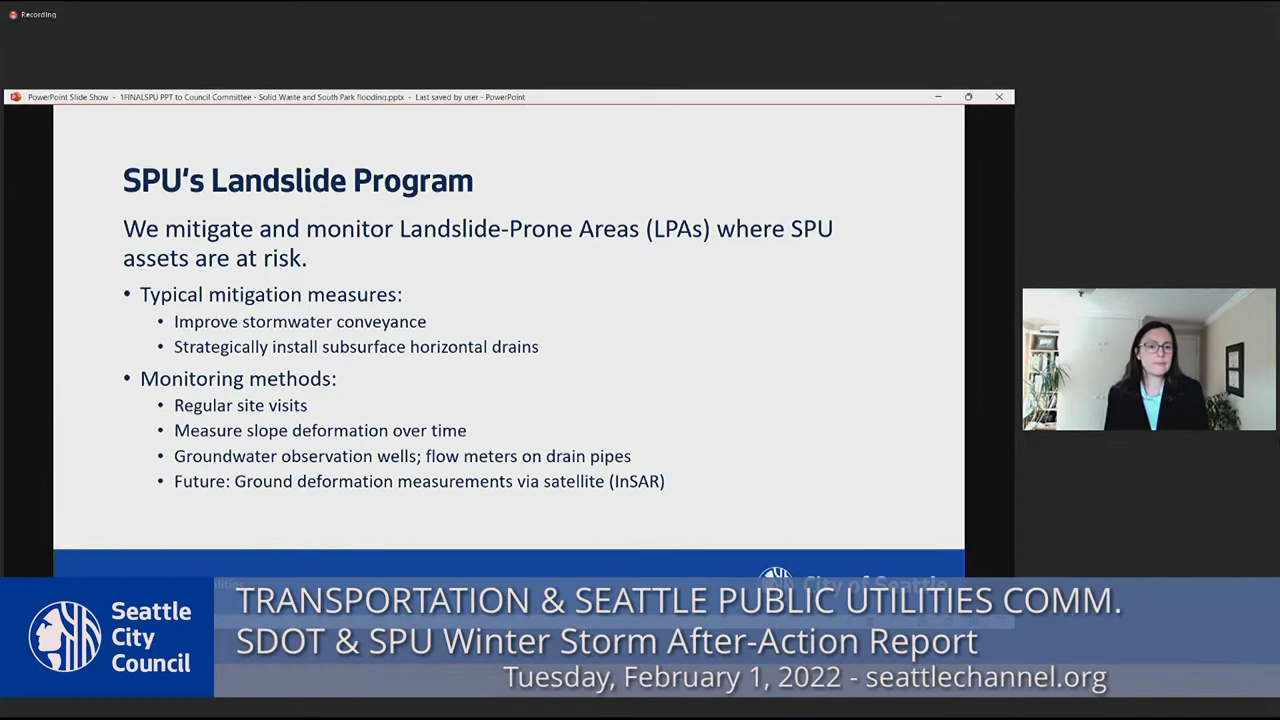 Recording
PowerPoint Slide Show - 1FINALSPU PPT to Council Committee - Solid Waste and South Park flooding.pptx - Last saved by user - PowerPoint
SPU's Landslide Program
We mitigate and monitor Landslide-Prone Areas (LPAs) where SPU
assets are at risk.
• Typical mitigation measures:
• Improve stormwater conveyance
• Strategically install subsurface horizontal drains
• Monitoring methods:
• Regular site visits
• Measure slope deformation over time
• Groundwater observation wells; flow meters on drain pipes
• Future: Ground deformation measurements via satellite (InSAR)
City of Seattle
Seattle
City
Council
TRANSPORTATION & SEATTLE PUBLIC UTILITIES COMM.
SDOT & SPU Winter Storm After-Action Report
Tuesday, February 1, 2022 - seattlechannel.org